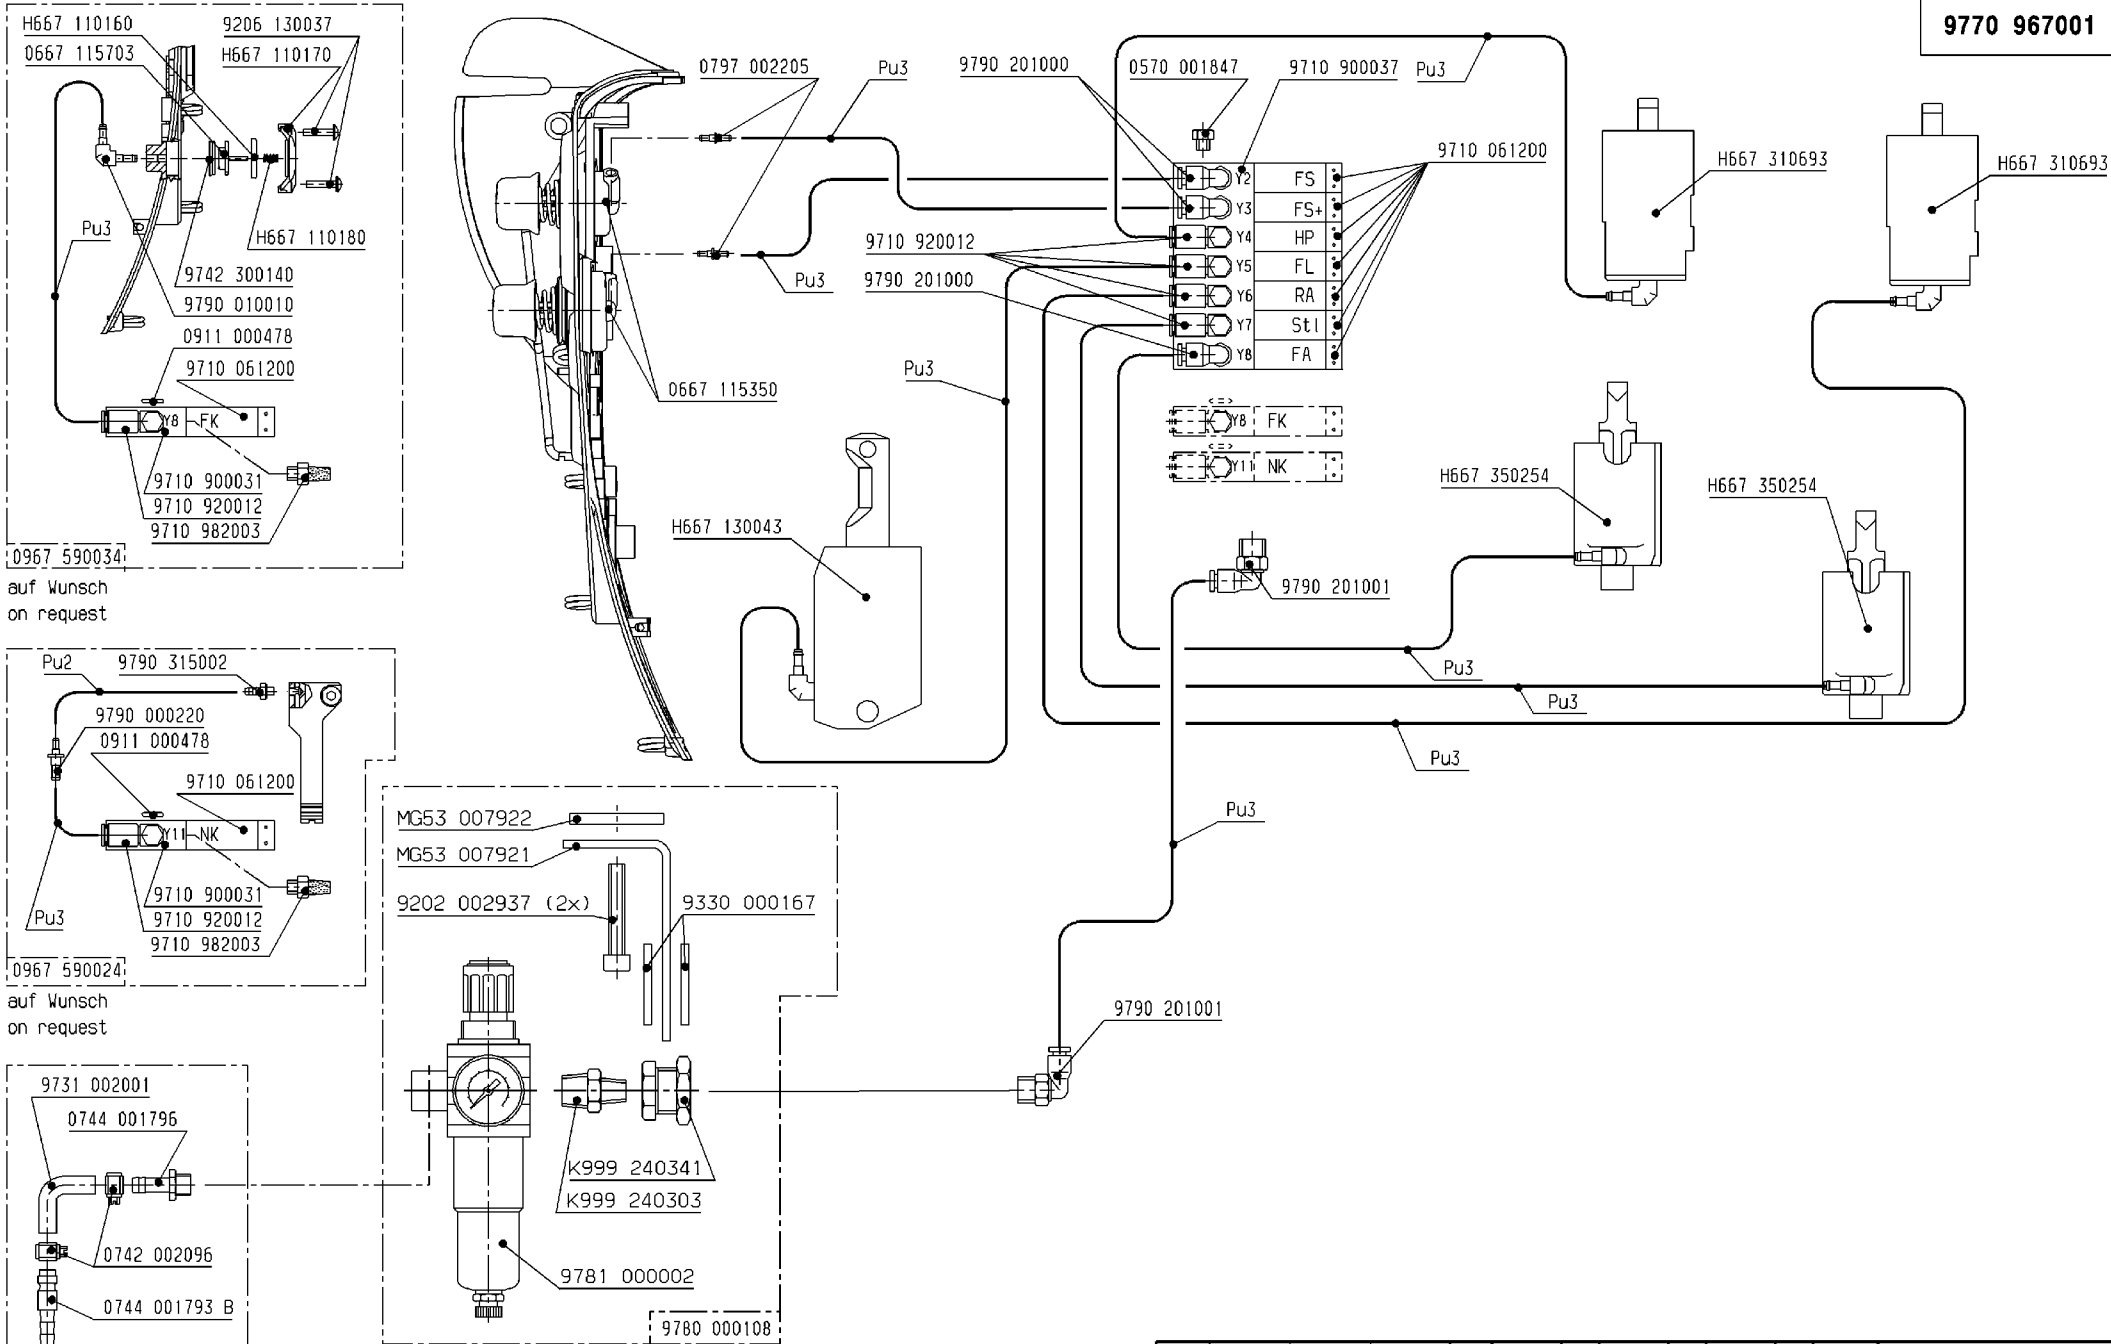 9770 967001
H667 110160
9206 130037
0667 115703
H667 110170
Pu3
H667 110180
9742 300140
9790 010010
0911 000478
9710 061200
Y8 FK
9710 900031
9710 920012
9710 982003
0967 590034
auf Wunsch
on request
0797 002205
Pu3
Pu3
0667 115350
9790 201000
0570 001847
9710 900037
Pu3
9710 061200
Y2 FS
Y3 FS+
Y4 HP
Y5 FL
Y6 RA
Y7 Stl
Y8 FA
9710 920012
9790 201000
Pu3
Y8 FK
Y11 NK
H667 310693
H667 310693
H667 130043
H667 350254
H667 350254
9790 201001
Pu3
Pu3
Pu3
Pu3
9790 201001
Pu2
9790 315002
9790 000220
0911 000478
9710 061200
Y11 NK
9710 900031
Pu3
9710 920012
9710 982003
0967 590024
auf Wunsch
on request
MG53 007922
MG53 007921
9202 002937 (2x)
9330 000167
K999 240341
K999 240303
9781 000002
9780 000108
9731 002001
0744 001796
0742 002096
0744 001793 B